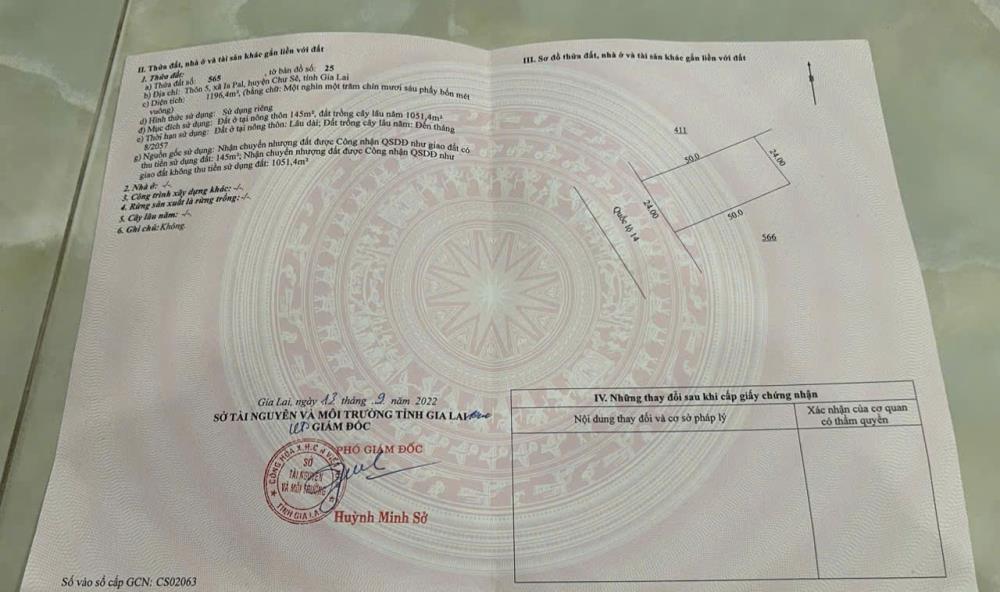 II. Thửa đất, nhà ở và tài sản khác gắn liền với đất
1. Thửa đất:
a) Thửa đất số: 565 , tờ bản đồ số: 25
b) Địa chỉ: Thôn 5, xã Ia Pal, huyện Chư Sê, tỉnh Gia Lai
c) Diện tích: 1196,4m², (bằng chữ: Một nghìn một trăm chín mươi sáu phẩy bốn mét
vuông)
d) Hình thức sử dụng: Sử dụng riêng
đ) Mục đích sử dụng: Đất ở tại nông thôn 145m², đất trồng cây lâu năm 1051,4m²
e) Thời hạn sử dụng: Đất ở tại nông thôn: Lâu dài; Đất trồng cây lâu năm: Đến tháng
8/2057
g) Nguồn gốc sử dụng: Nhận chuyển nhượng đất được Công nhận QSDĐ như giao đất có
thu tiền sử dụng đất: 145m²; Nhận chuyển nhượng đất được Công nhận QSDĐ như
giao đất không thu tiền sử dụng đất: 1051,4m²
2. Nhà ở: -/-
3. Công trình xây dựng khác: -/-
4. Rừng sản xuất là rừng trồng: -/-
5. Cây lâu năm: -/-
6. Ghi chú: Không.
Gia Lai, ngày 12 tháng .9. năm 2022
SỞ TÀI NGUYÊN VÀ MÔI TRƯỜNG TỈNH GIA LAI
GIÁM ĐỐC
PHÓ GIÁM ĐỐC
SỞ
TÀI NGUYÊN
VÀ MÔI TRƯỜNG
TỈNH GIA LAI
Huỳnh Minh Sở
Số vào sổ cấp GCN: CS02063
III. Sơ đồ thửa đất, nhà ở và tài sản khác gắn liền với đất
411
50.0
24.00
24.00
Quốc lộ 14
50.0
566
IV. Những thay đổi sau khi cấp giấy chứng nhận
Nội dung thay đổi và cơ sở pháp lý
Xác nhận của cơ quan
có thẩm quyền